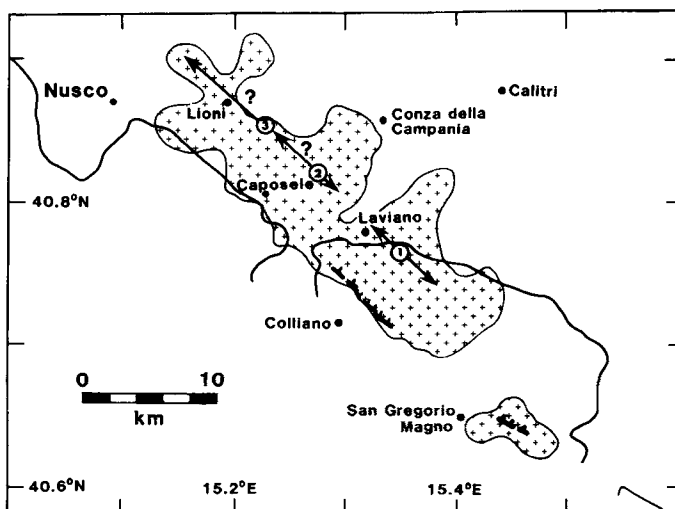 Nusco
Calitri
?
Lioni
3
Conza della
Campania
?
2
Caposele
40.8°N
Laviano
1
Colliano
0 10
km
San Gregorio
Magno
40.6°N 15.2°E 15.4°E